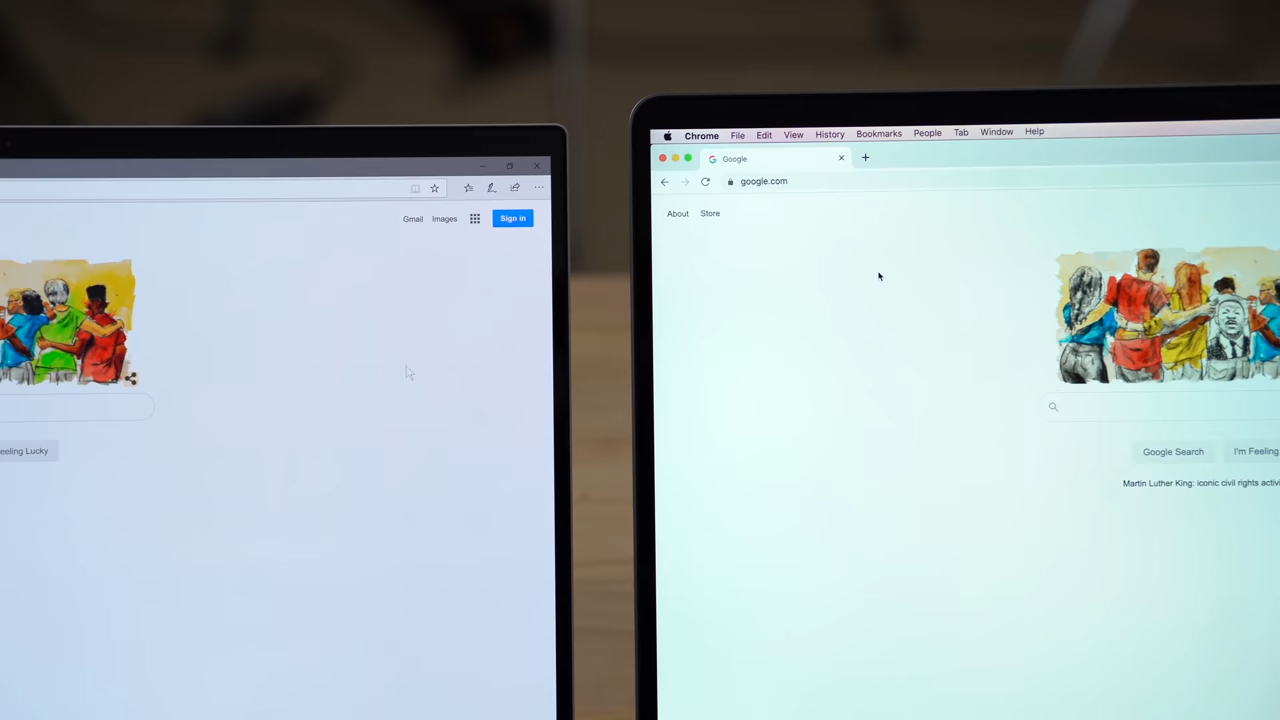 Gmail Images Sign in
eeling Lucky
Chrome File Edit View History Bookmarks People Tab Window Help
Google
google.com
About Store
Google Search I'm Feeling
Martin Luther King: iconic civil rights activi